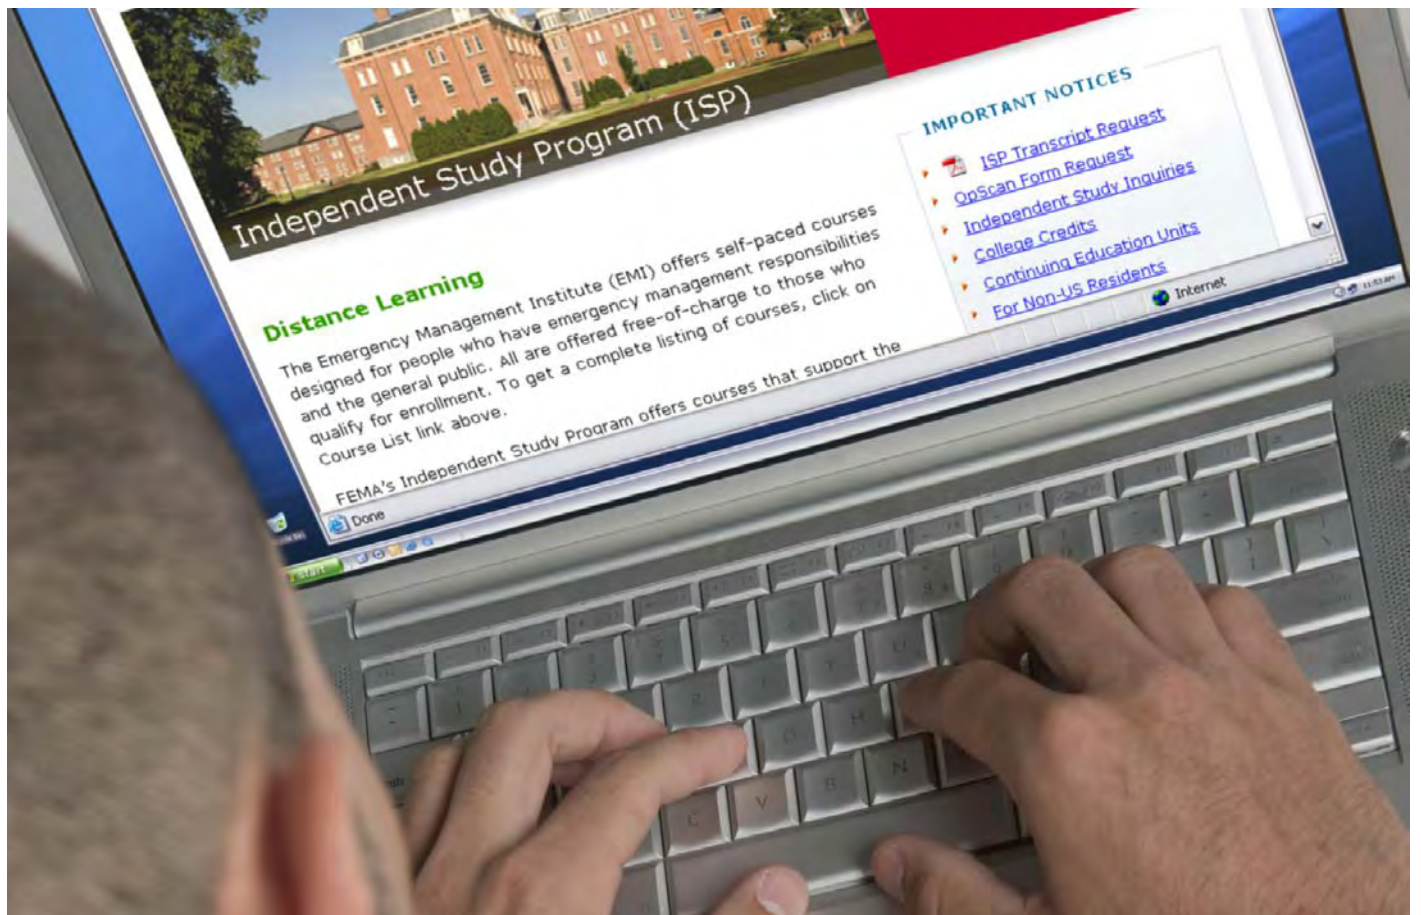 Independent Study Program (ISP)
Distance Learning
The Emergency Management Institute (EMI) offers self-paced courses
designed for people who have emergency management responsibilities
and the general public. All are offered free-of-charge to those who
qualify for enrollment. To get a complete listing of courses, click on
Course List link above.
FEMA's Independent Study Program offers courses that support the
IMPORTANT NOTICES
ISP Transcript Request
OpScan Form Request
Independent Study Inquiries
College Credits
Continuing Education Units
For Non-US Residents
Done
Internet
start
11:53 AM
C
V
B
N